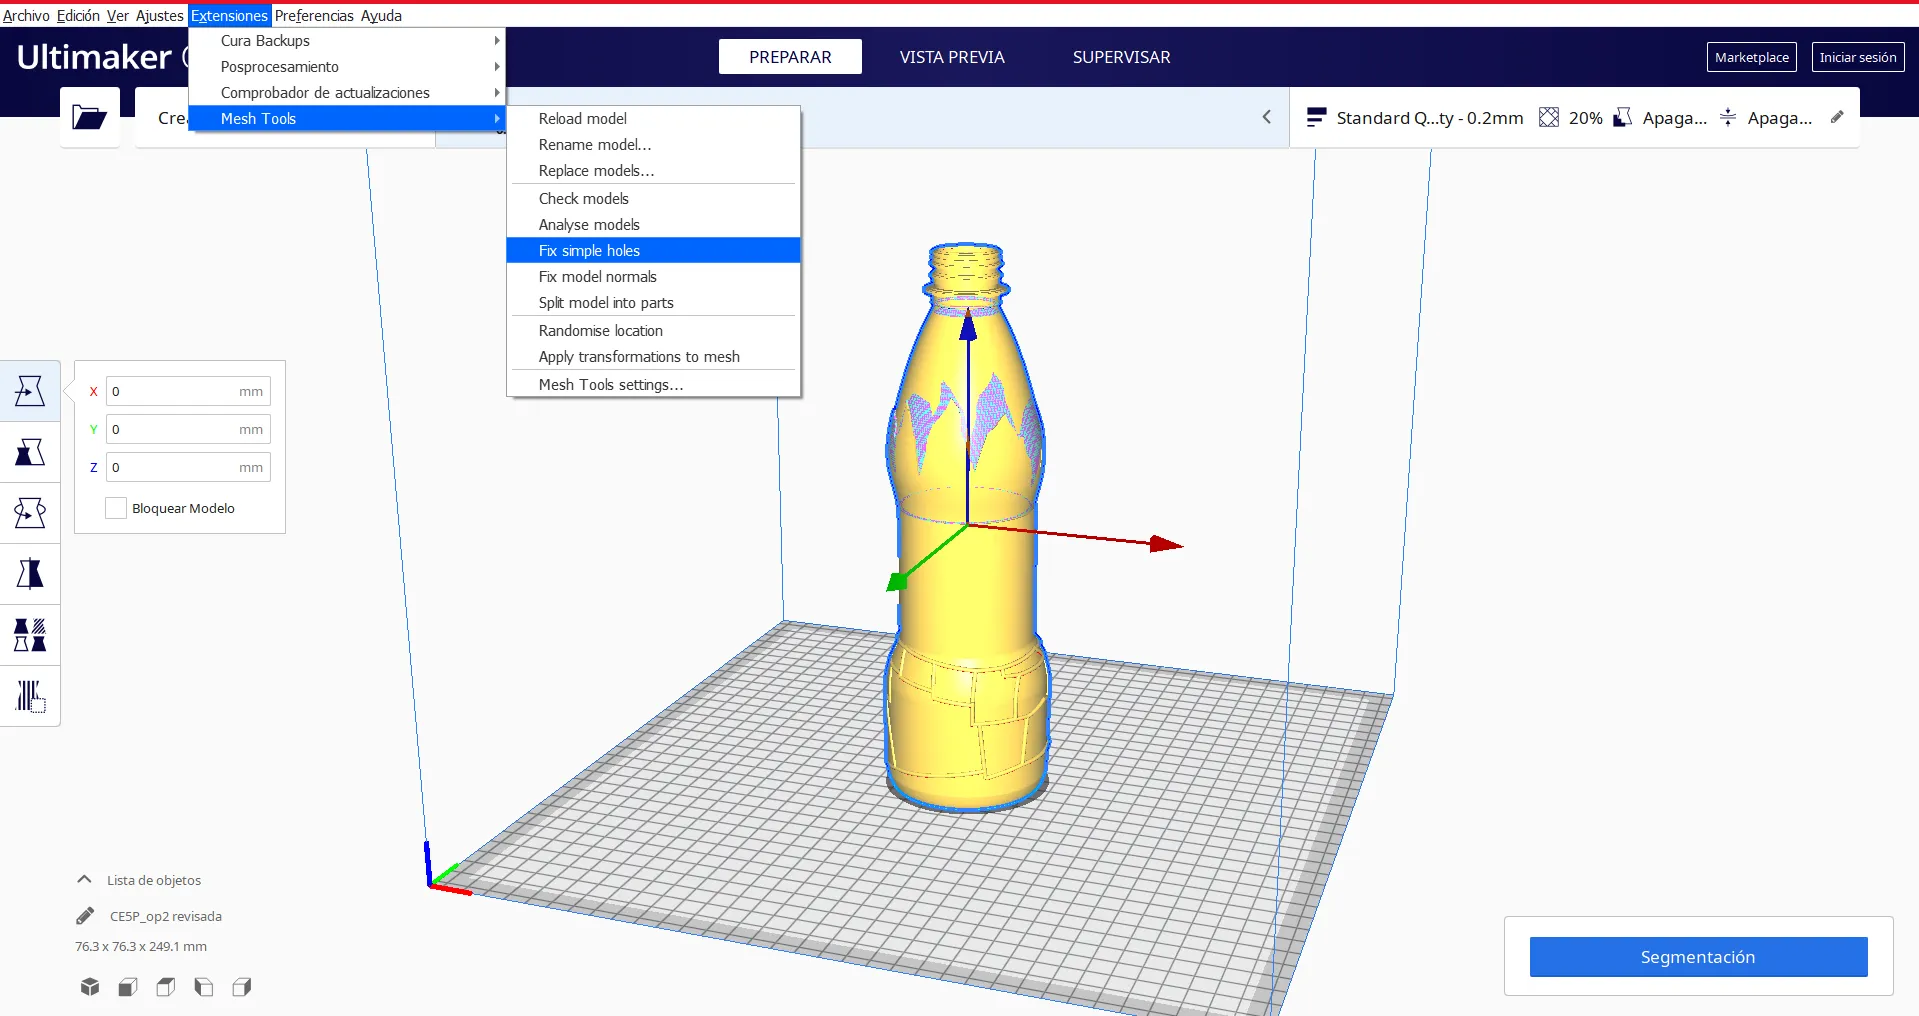 Archivo Edición Ver Ajustes Extensiones Preferencias Ayuda
Cura Backups
Posprocesamiento
Comprobador de actualizaciones
Mesh Tools
Ultimaker
PREPARAR
VISTA PREVIA
SUPERVISAR
Marketplace
Iniciar sesión
Crea
Standard Q...ty - 0.2mm
20%
Apaga...
Apaga...
Reload model
Rename model...
Replace models...
Check models
Analyse models
Fix simple holes
Fix model normals
Split model into parts
Randomise location
Apply transformations to mesh
Mesh Tools settings...
X 0 mm
Y 0 mm
Z 0 mm
Bloquear Modelo
Lista de objetos
CE5P_op2 revisada
76.3 x 76.3 x 249.1 mm
Segmentación